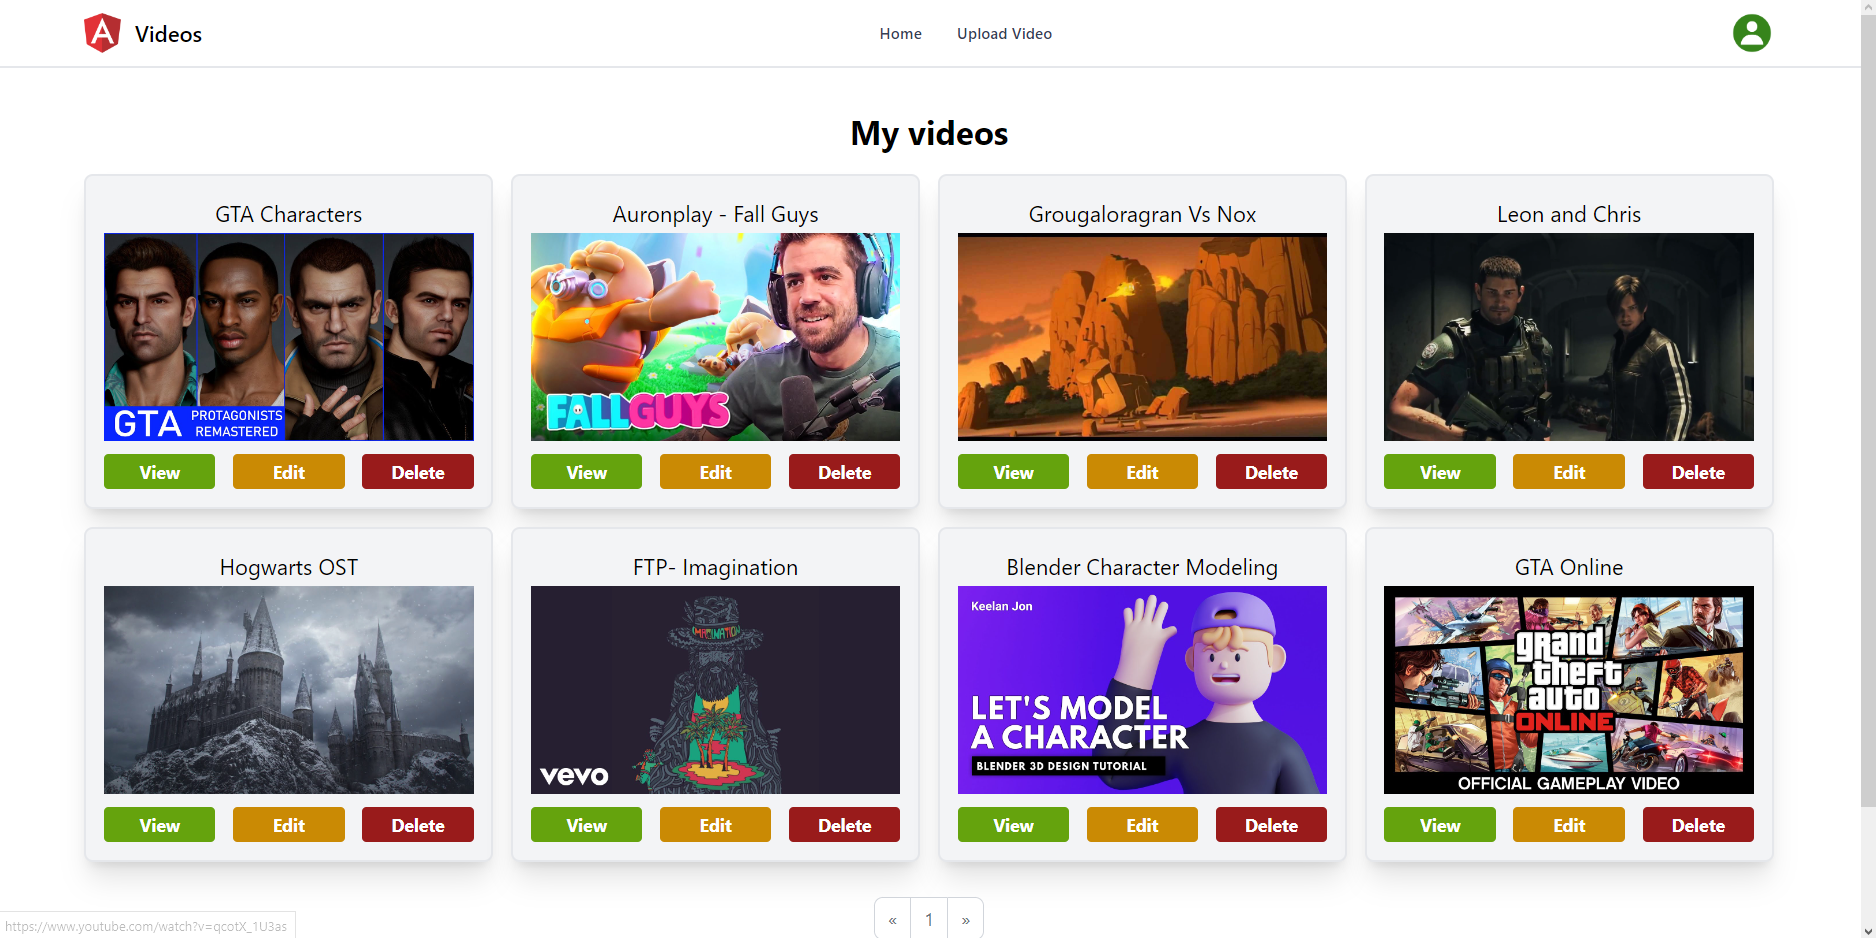 Videos
Home
Upload Video
My videos
GTA Characters
GTA
PROTAGONISTS
REMASTERED
View
Edit
Delete
Auronplay - Fall Guys
FALL GUYS
View
Edit
Delete
Grougaloragran Vs Nox
View
Edit
Delete
Leon and Chris
View
Edit
Delete
Hogwarts OST
View
Edit
Delete
FTP- Imagination
IMAGINATION
vevo
View
Edit
Delete
Blender Character Modeling
Keelan Jon
LET'S MODEL
A CHARACTER
BLENDER 3D DESIGN TUTORIAL
View
Edit
Delete
GTA Online
grand
theft
auto
ONLINE
OFFICIAL GAMEPLAY VIDEO
View
Edit
Delete
« 1 »
https://www.youtube.com/watch?v=qcotX_1U3as